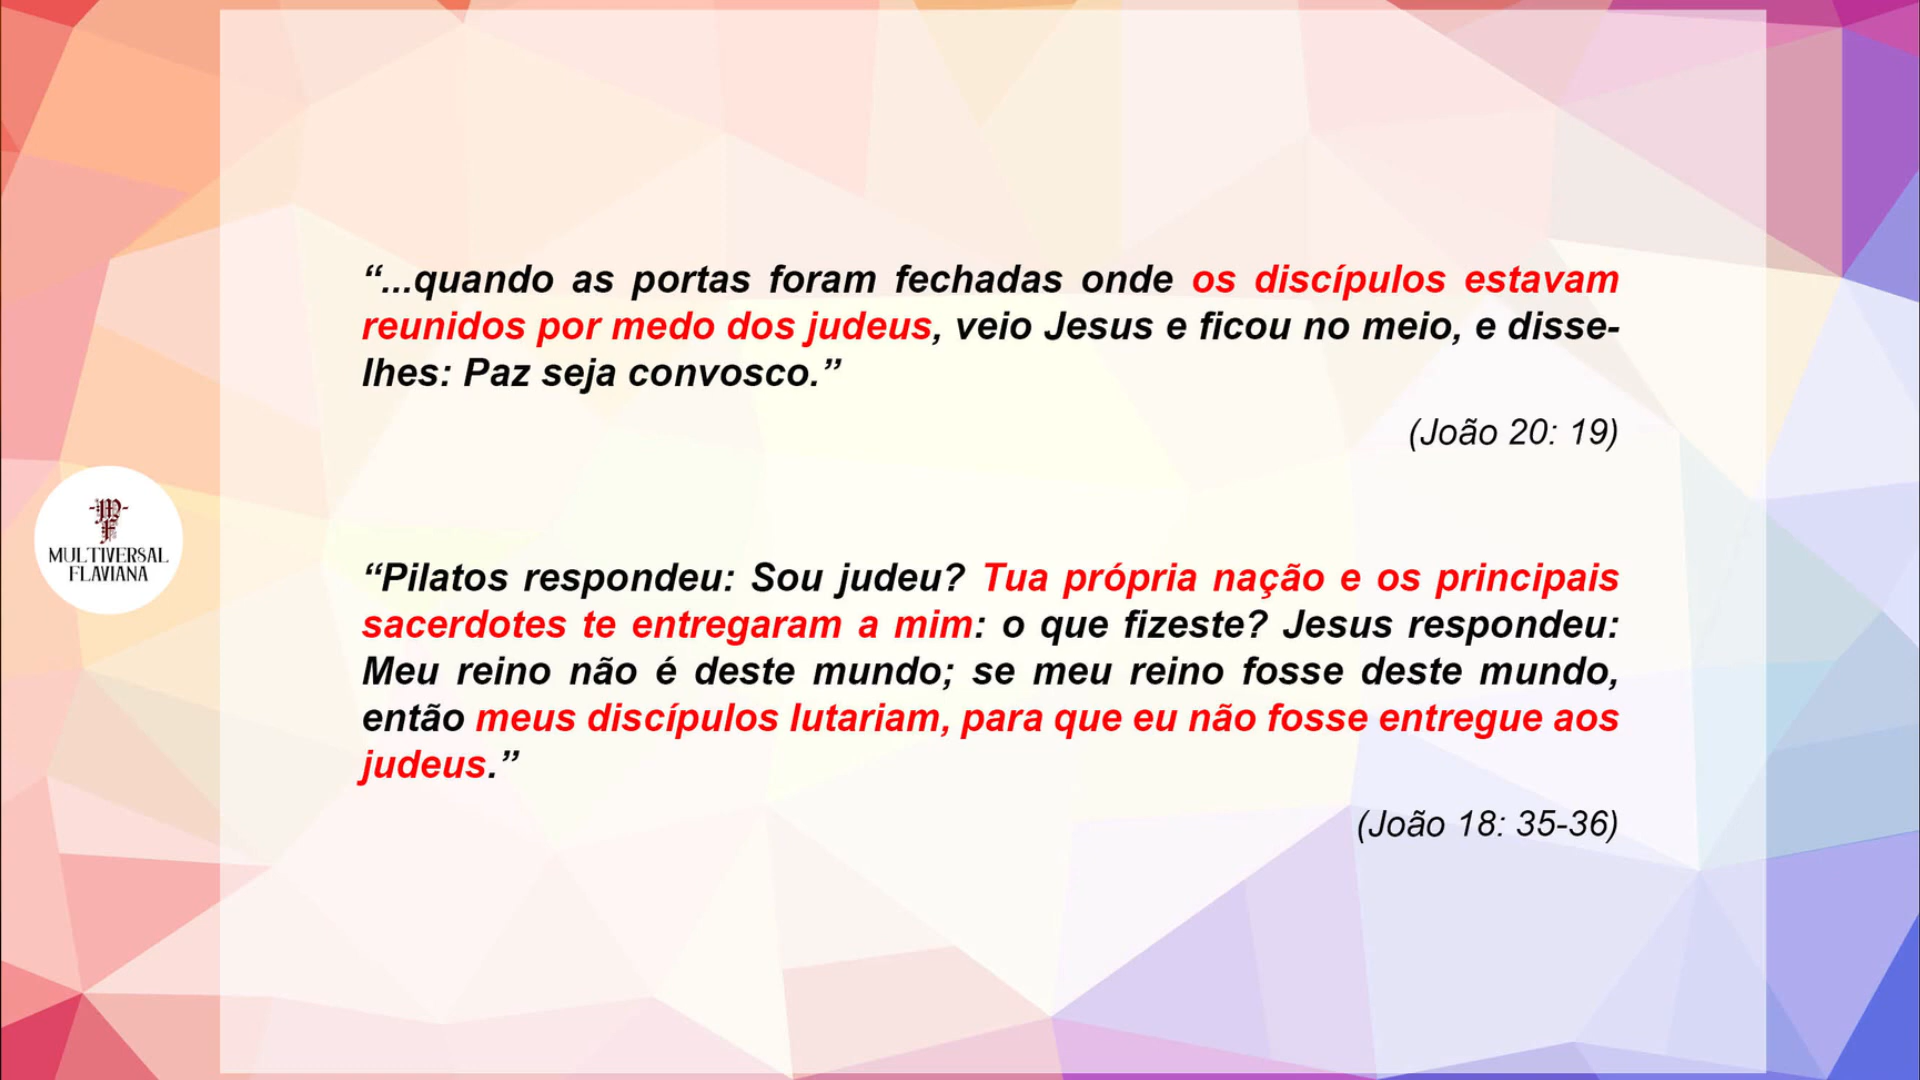 “...quando as portas foram fechadas onde os discípulos estavam
reunidos por medo dos judeus, veio Jesus e ficou no meio, e disse-
lhes: Paz seja convosco.”
(João 20: 19)
MF
MULTIVERSAL
FLAVIANA
“Pilatos respondeu: Sou judeu? Tua própria nação e os principais
sacerdotes te entregaram a mim: o que fizeste? Jesus respondeu:
Meu reino não é deste mundo; se meu reino fosse deste mundo,
então meus discípulos lutariam, para que eu não fosse entregue aos
judeus.”
(João 18: 35-36)